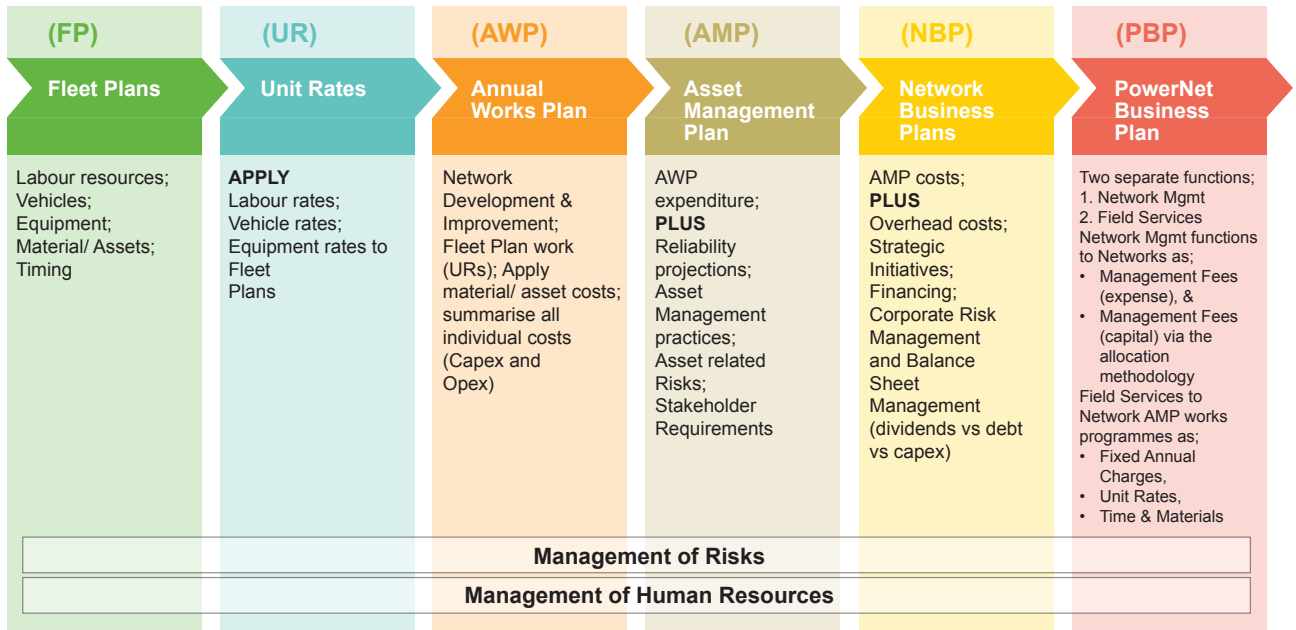 (FP)
Fleet Plans
Labour resources;
Vehicles;
Equipment;
Material/ Assets;
Timing
(UR)
Unit Rates
APPLY
Labour rates;
Vehicle rates;
Equipment rates to
Fleet
Plans
(AWP)
Annual
Works Plan
Network
Development &
Improvement;
Fleet Plan work
(URs); Apply
material/ asset costs;
summarise all
individual costs
(Capex and
Opex)
(AMP)
Asset
Management
Plan
AWP
expenditure;
PLUS
Reliability
projections;
Asset
Management
practices;
Asset related
Risks;
Stakeholder
Requirements
(NBP)
Network
Business
Plans
AMP costs;
PLUS
Overhead costs;
Strategic
Initiatives;
Financing;
Corporate Risk
Management
and Balance
Sheet
Management
(dividends vs debt
vs capex)
(PBP)
PowerNet
Business
Plan
Two separate functions;
1. Network Mgmt
2. Field Services
Network Mgmt functions
to Networks as;
• Management Fees
(expense), &
• Management Fees
(capital) via the
allocation
methodology
Field Services to
Network AMP works
programmes as;
• Fixed Annual
Charges,
• Unit Rates,
• Time & Materials
Management of Risks
Management of Human Resources